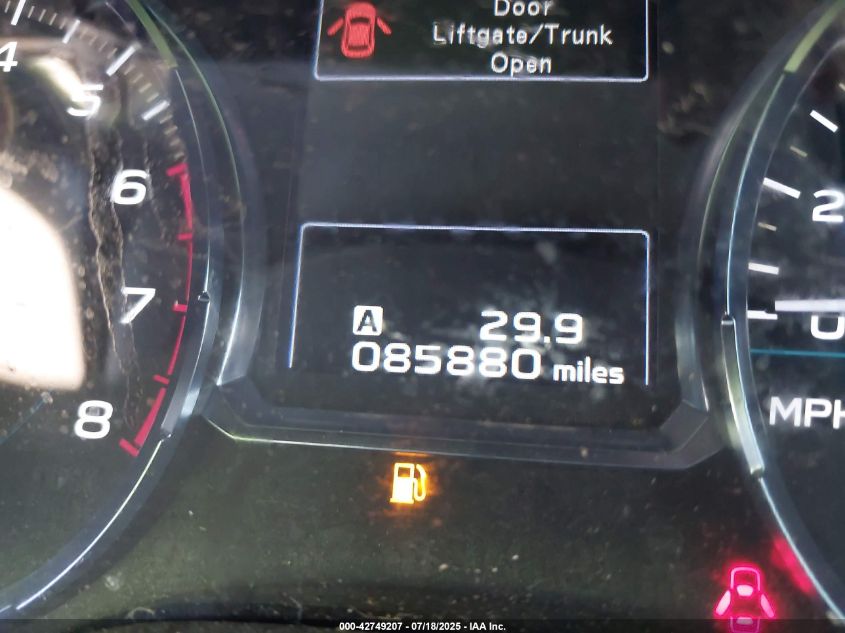 Door
Liftgate/Trunk
Open
4
5
6
7
8
A 29.9
085880 miles
2
0
MPH
000-42749207 - 07/18/2025 - IAA Inc.